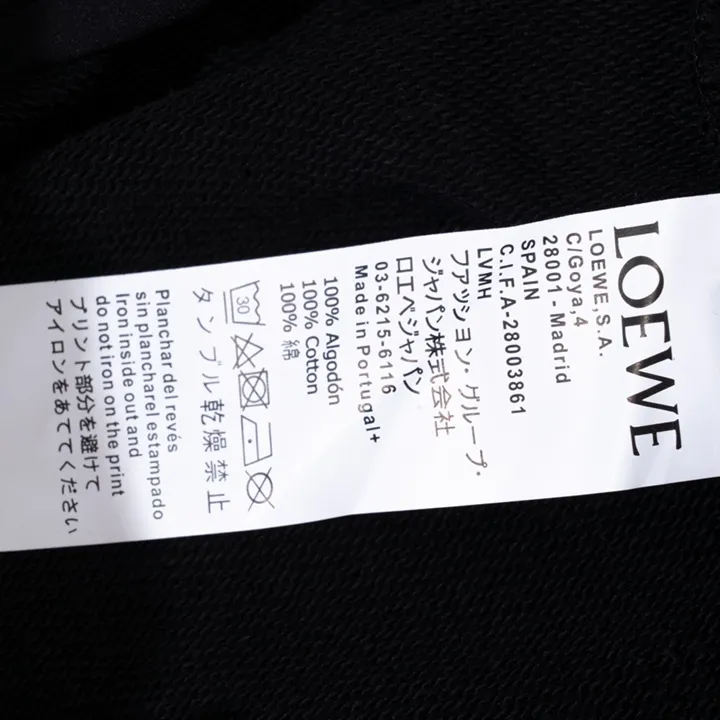 LOEWE
LOEWE,S.A.
C/Goya,4
28001 - Madrid
SPAIN
C.I.F.A-28003861
LVMH
ファッション・グループ・
ジャパン株式会社
ロエベジャパン
03-6215-6116
Made in Portugal+
100% Algodón
100% Cotton
100% 綿
30
タンブル乾燥禁止
Planchar del revés
sin plancharel estampado
Iron inside out and
do not iron on the print
プリント部分を避けて
アイロンをあててください